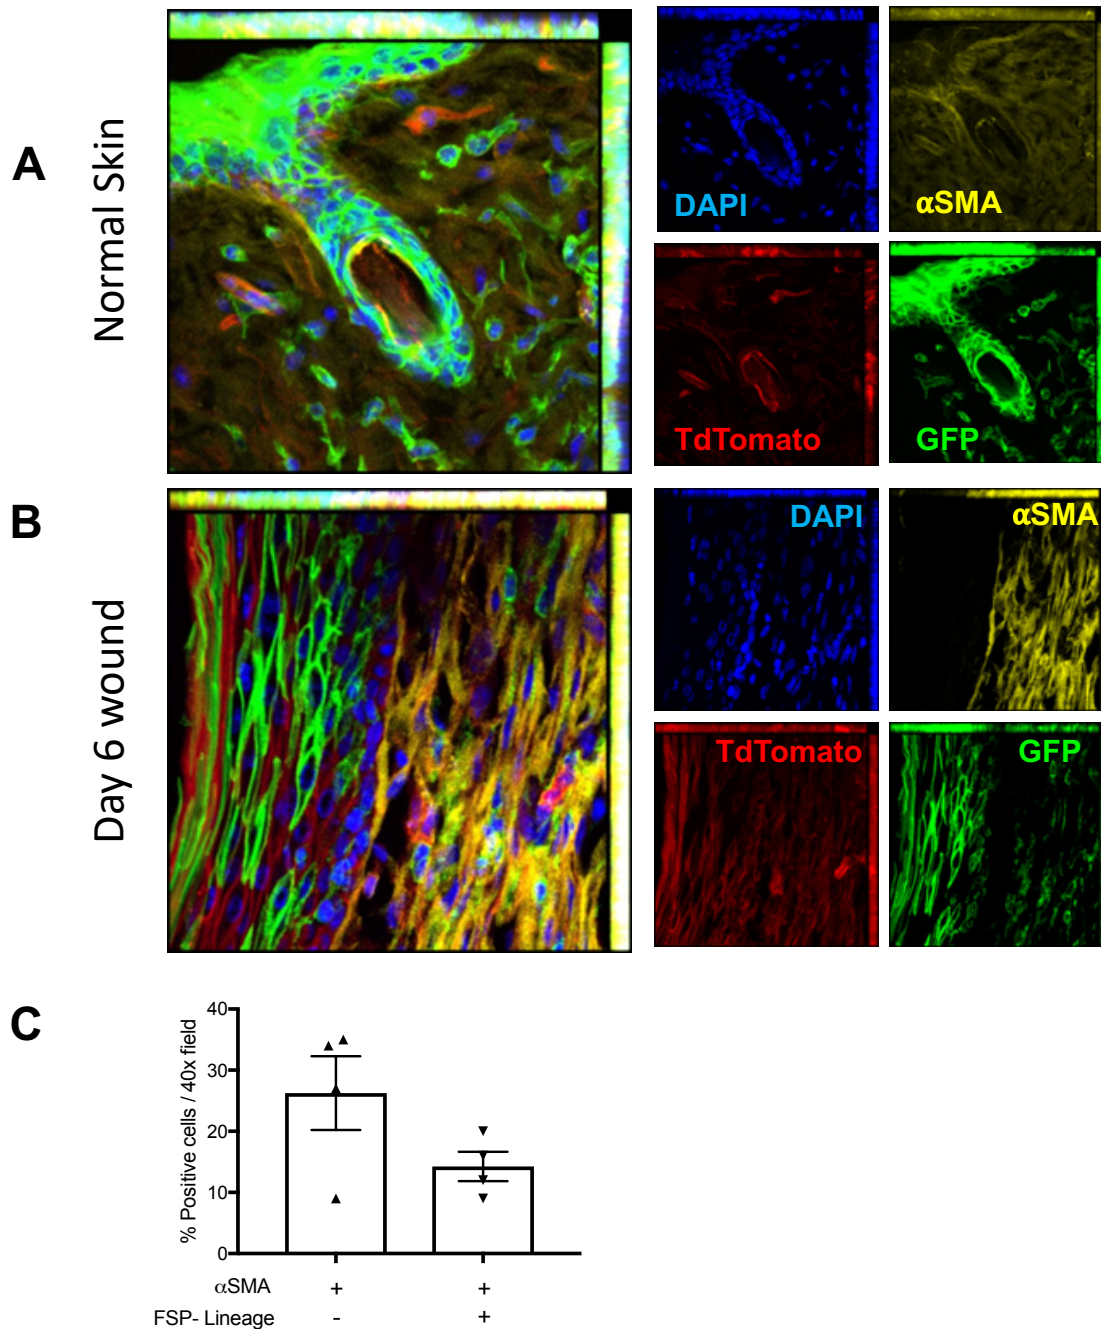 A
Normal Skin
DAPI
αSMA
TdTomato
GFP
B
Day 6 wound
DAPI
αSMA
TdTomato
GFP
C
% Positive cells / 40x field
40
30
20
10
0
αSMA + +
FSP- Lineage - +